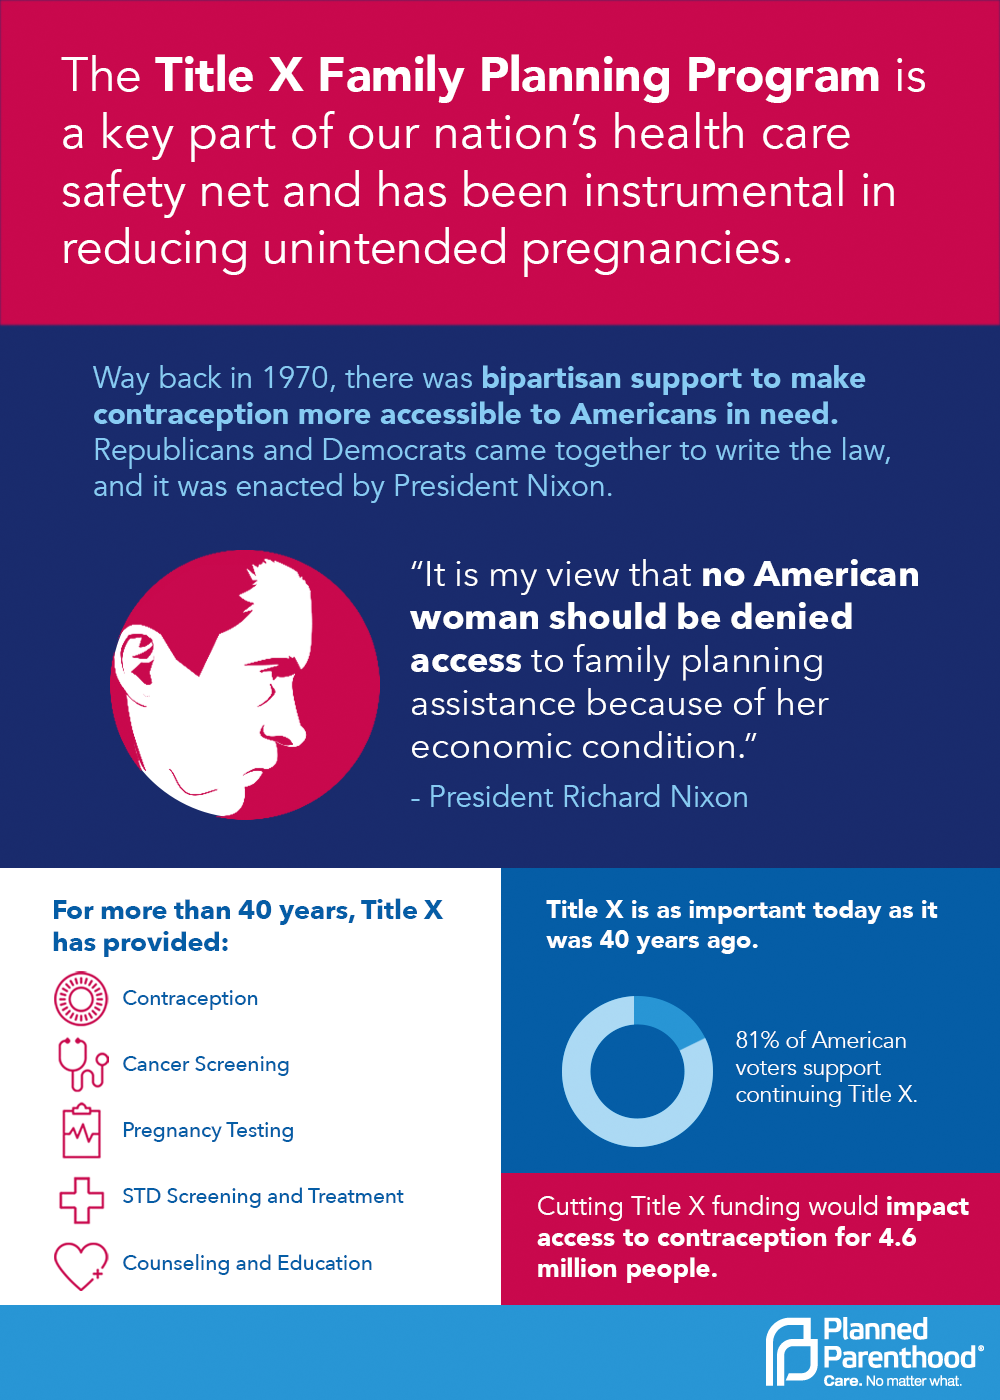 The Title X Family Planning Program is
a key part of our nation’s health care
safety net and has been instrumental in
reducing unintended pregnancies.
Way back in 1970, there was bipartisan support to make
contraception more accessible to Americans in need.
Republicans and Democrats came together to write the law,
and it was enacted by President Nixon.
“It is my view that no American
woman should be denied
access to family planning
assistance because of her
economic condition.”
- President Richard Nixon
For more than 40 years, Title X
has provided:
Contraception
Cancer Screening
Pregnancy Testing
STD Screening and Treatment
Counseling and Education
Title X is as important today as it
was 40 years ago.
81% of American
voters support
continuing Title X.
Cutting Title X funding would impact
access to contraception for 4.6
million people.
Planned
Parenthood®
Care. No matter what.